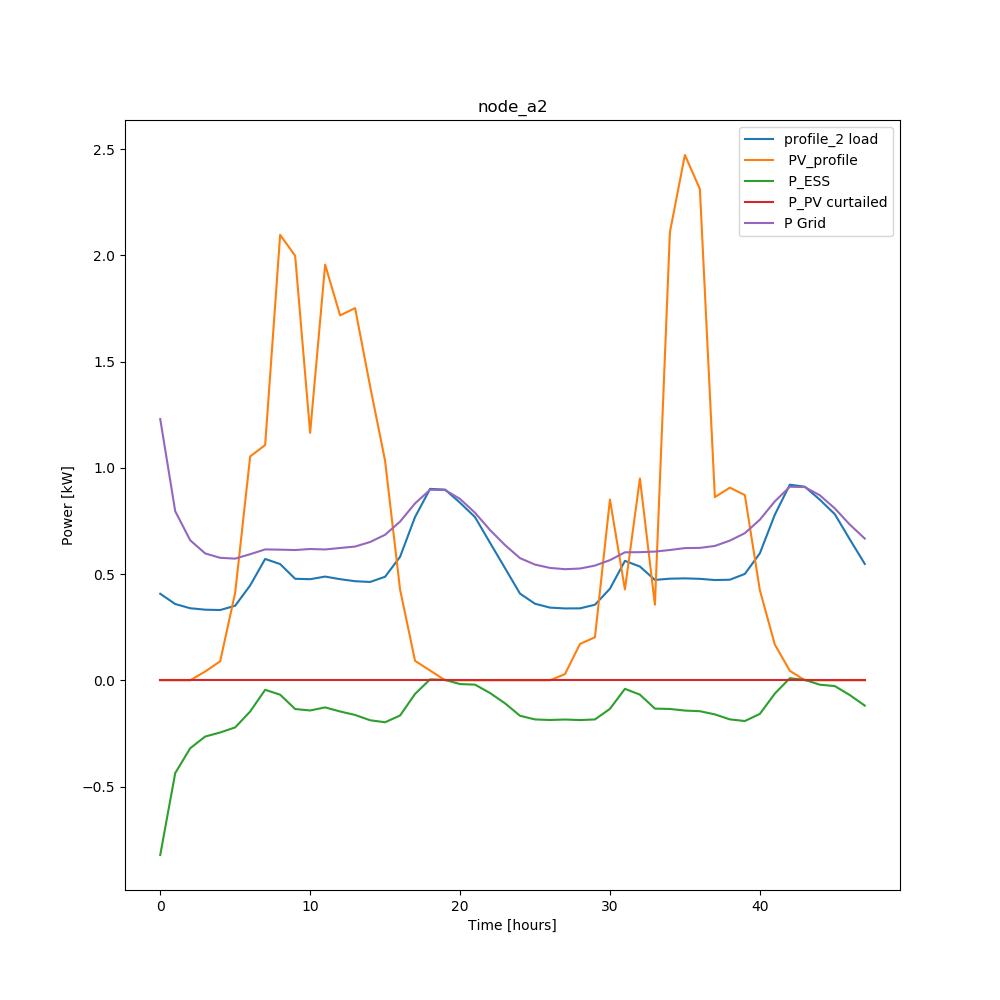 node_a2
profile_2 load
PV_profile
P_ESS
P_PV curtailed
P Grid
2.5
2.0
1.5
1.0
0.5
0.0
−0.5
Power [kW]
0 10 20 30 40
Time [hours]